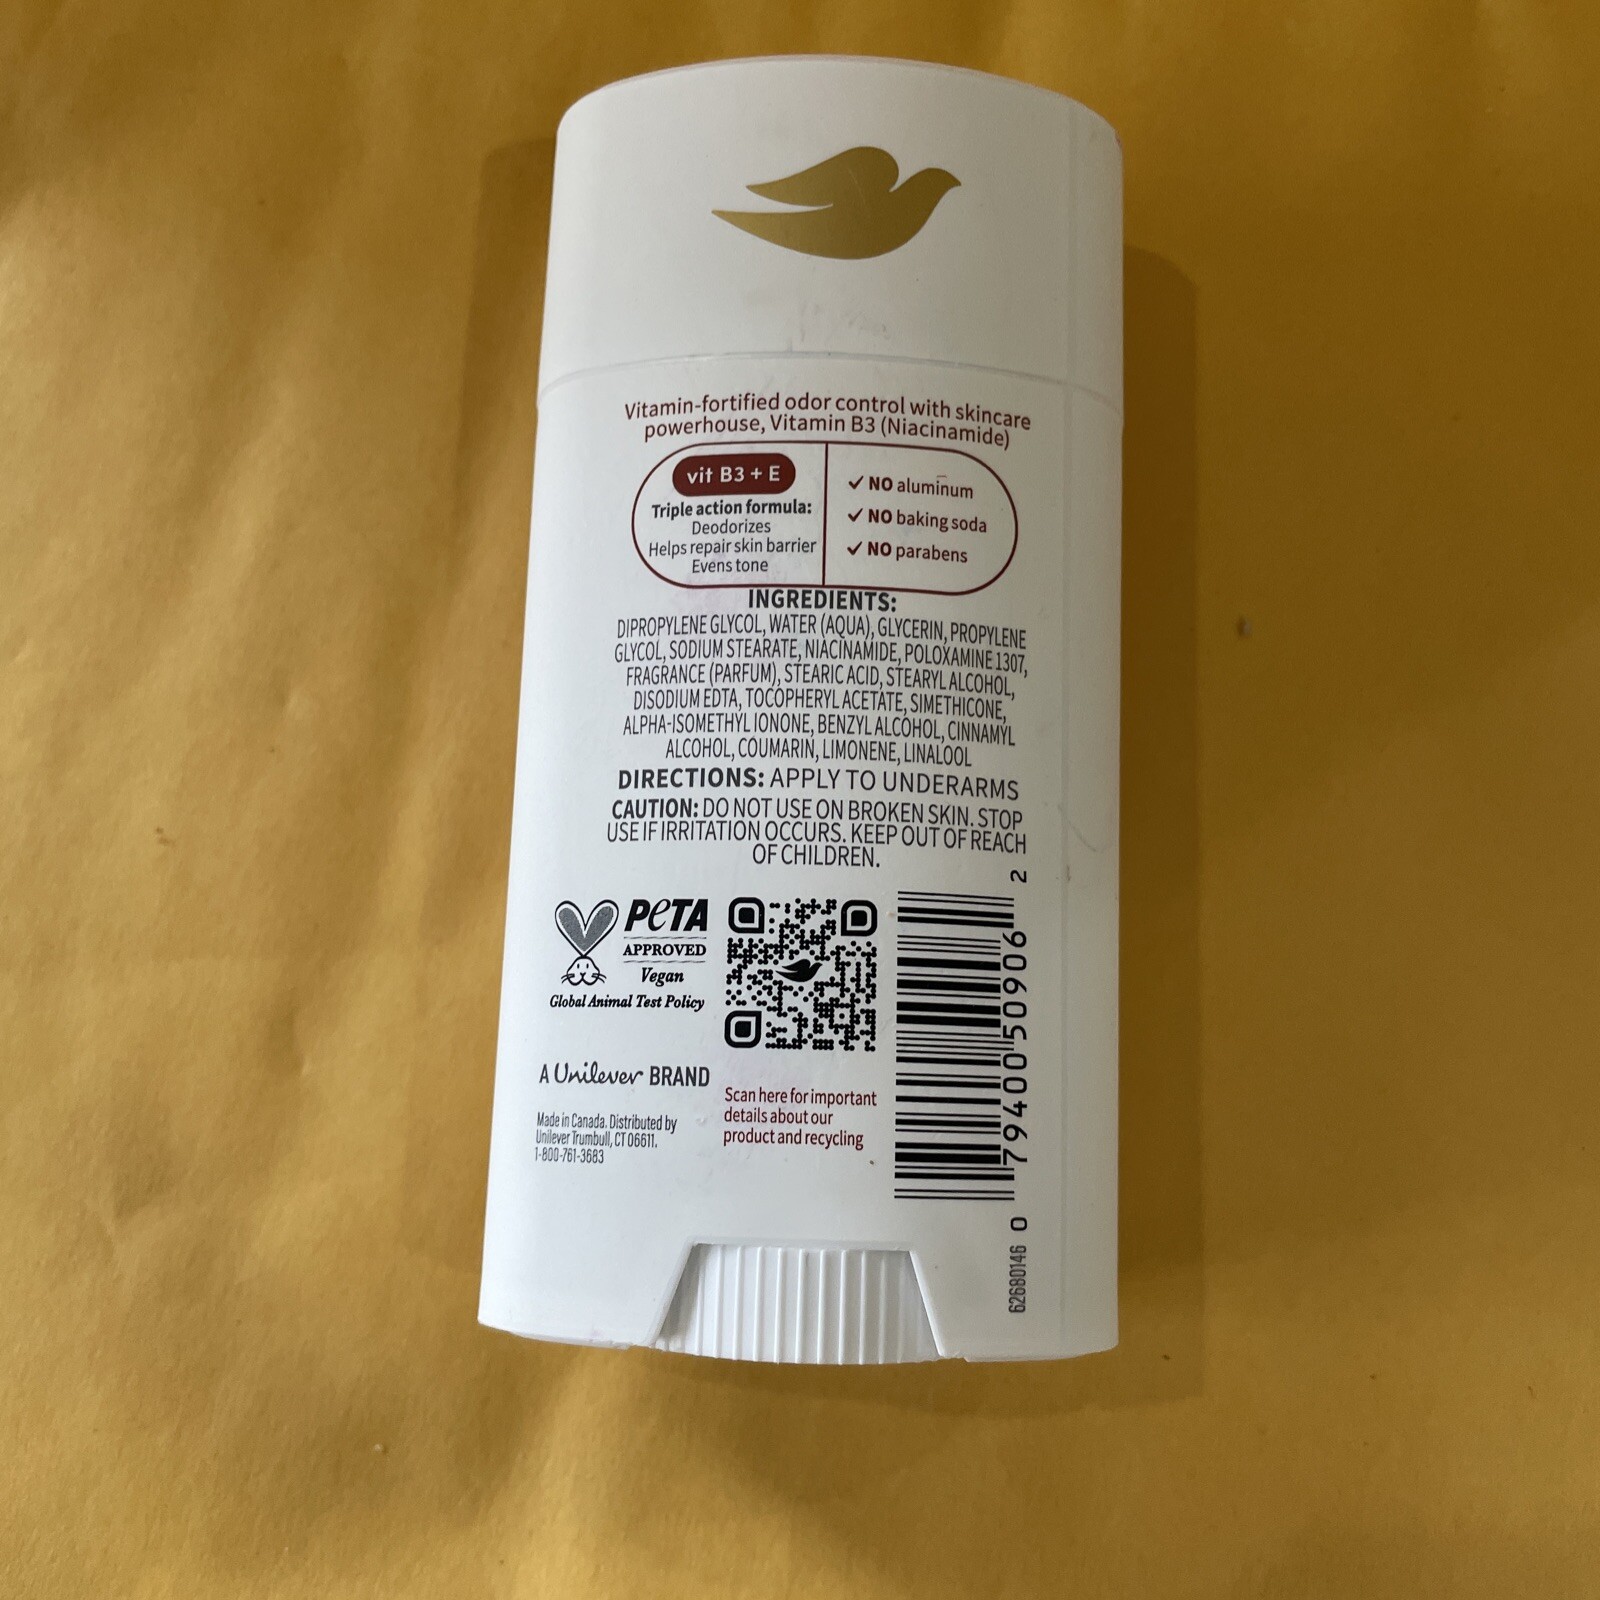 Vitamin-fortified odor control with skincare
powerhouse, Vitamin B3 (Niacinamide)
vit B3 + E
Triple action formula:
Deodorizes
Helps repair skin barrier
Evens tone
✓ NO aluminum
✓ NO baking soda
✓ NO parabens
INGREDIENTS:
DIPROPYLENE GLYCOL, WATER (AQUA), GLYCERIN, PROPYLENE
GLYCOL, SODIUM STEARATE, NIACINAMIDE, POLOXAMINE 1307,
FRAGRANCE (PARFUM), STEARIC ACID, STEARYL ALCOHOL,
DISODIUM EDTA, TOCOPHERYL ACETATE, SIMETHICONE,
ALPHA-ISOMETHYL IONONE, BENZYL ALCOHOL, CINNAMYL
ALCOHOL, COUMARIN, LIMONENE, LINALOOL
DIRECTIONS: APPLY TO UNDERARMS
CAUTION: DO NOT USE ON BROKEN SKIN. STOP
USE IF IRRITATION OCCURS. KEEP OUT OF REACH
OF CHILDREN.
PETA
APPROVED
Vegan
Global Animal Test Policy
A Unilever BRAND
Made in Canada. Distributed by
Unilever Trumbull, CT 06611.
1-800-761-3683
Scan here for important
details about our
product and recycling
0 79400 50906 2
62680146